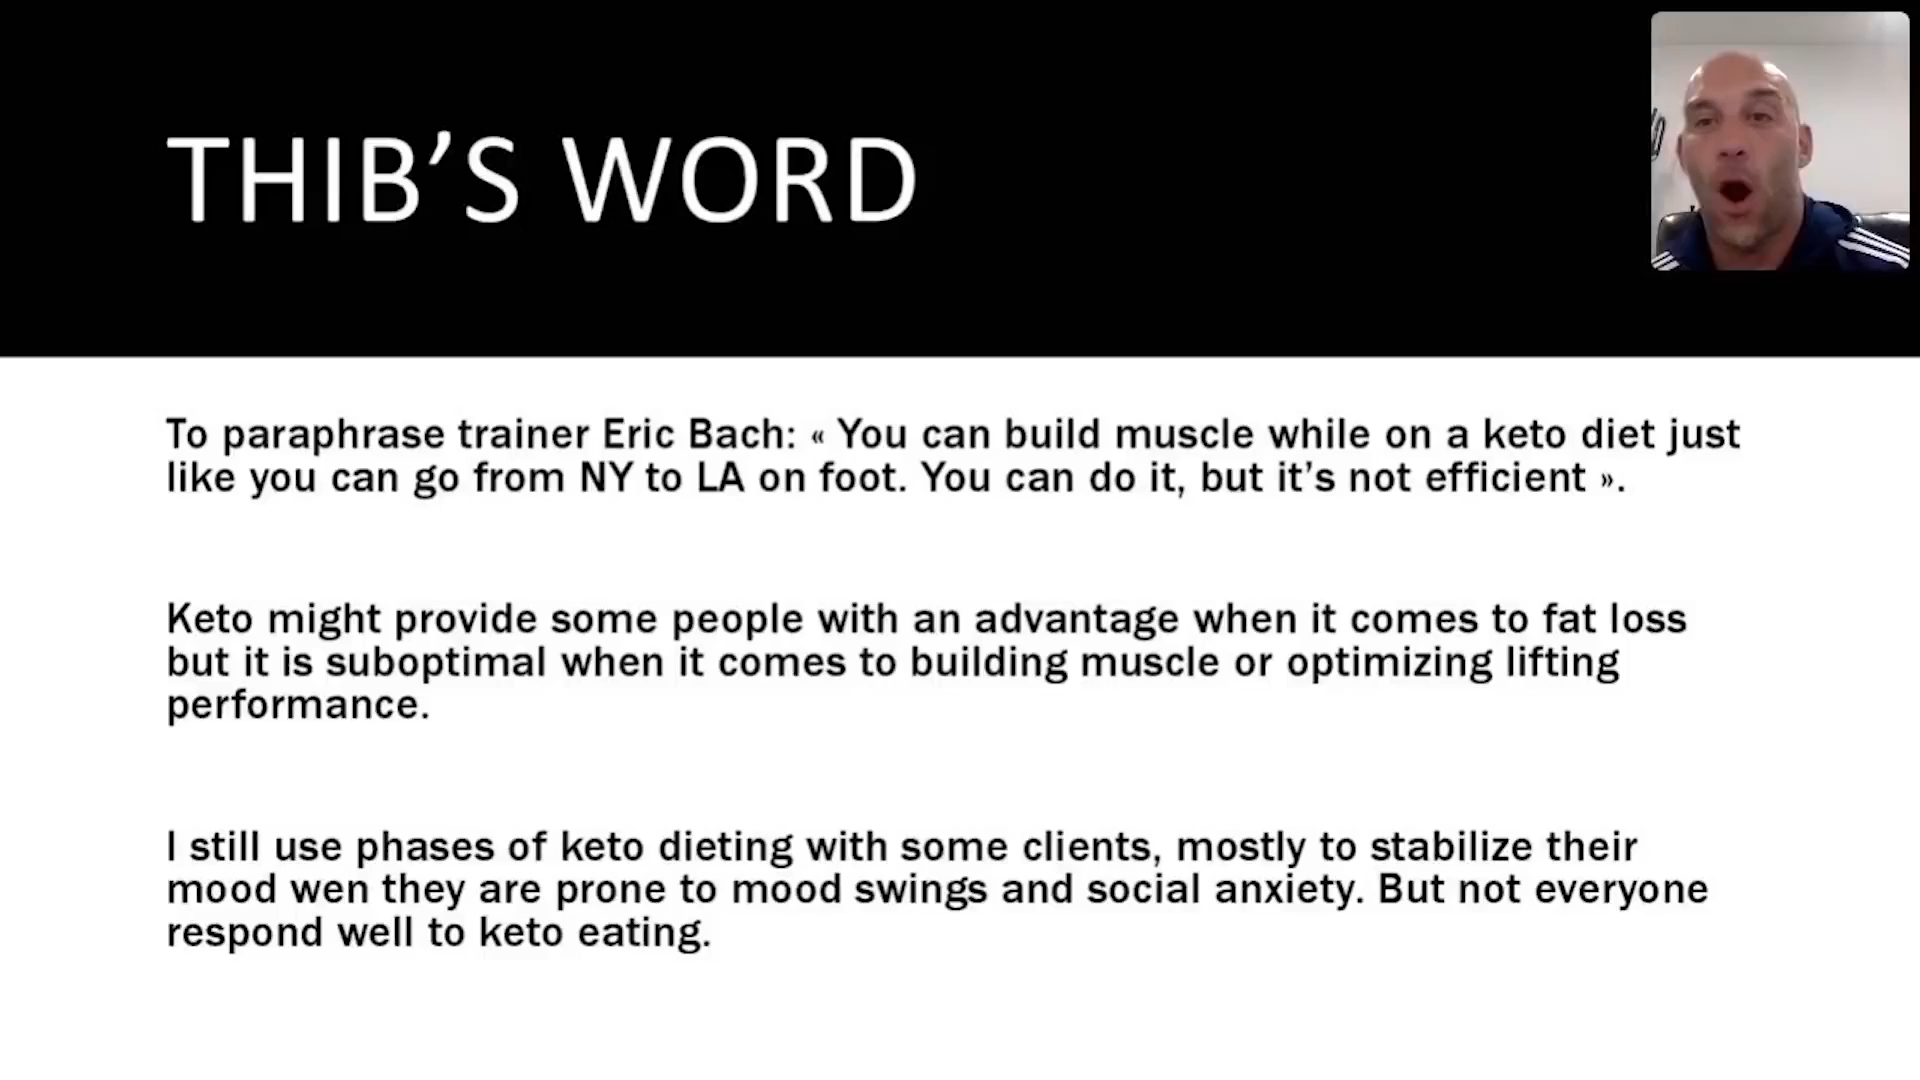 THIB’S WORD
To paraphrase trainer Eric Bach: « You can build muscle while on a keto diet just
like you can go from NY to LA on foot. You can do it, but it’s not efficient ».
Keto might provide some people with an advantage when it comes to fat loss
but it is suboptimal when it comes to building muscle or optimizing lifting
performance.
I still use phases of keto dieting with some clients, mostly to stabilize their
mood wen they are prone to mood swings and social anxiety. But not everyone
respond well to keto eating.